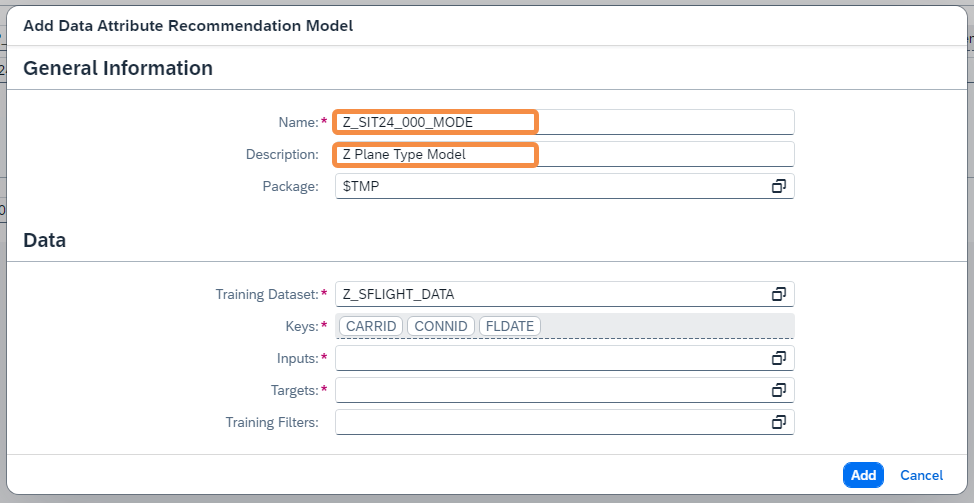 Add Data Attribute Recommendation Model
General Information
Name:* Z_SIT24_000_MODE
Description: Z Plane Type Model
Package: $TMP
Data
Training Dataset:* Z_SFLIGHT_DATA
Keys:* CARRID CONNID FLDATE
Inputs:*
Targets:*
Training Filters:
Add Cancel